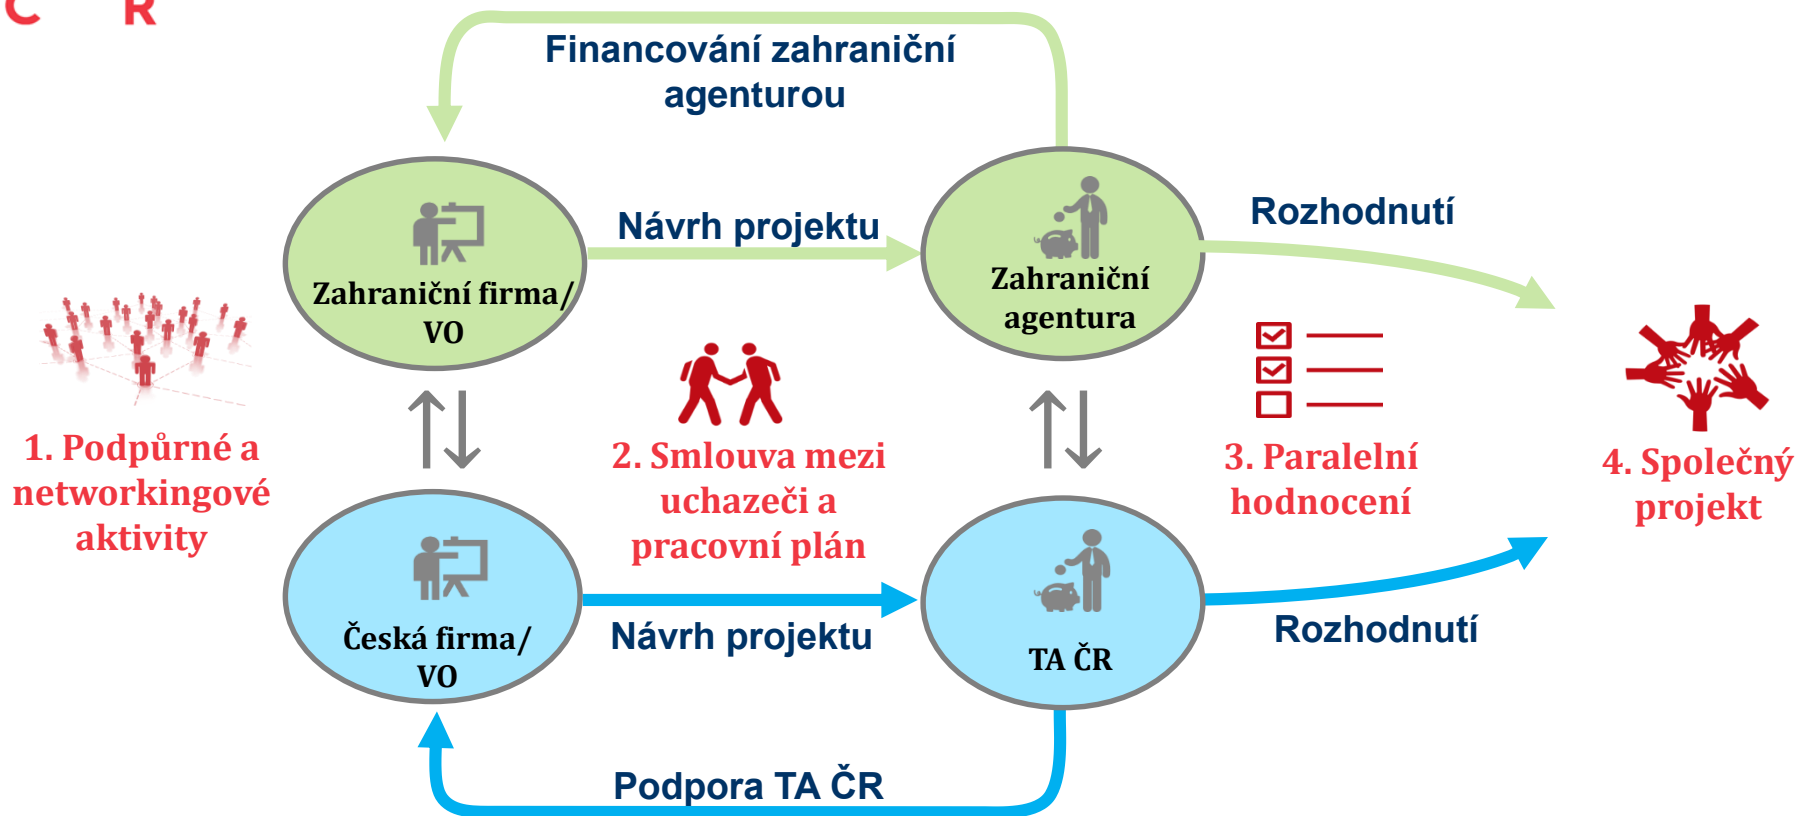 C R
Financování zahraniční
agenturou
Návrh projektu
Rozhodnutí
Zahraniční firma/
VO
Zahraniční
agentura
1. Podpůrné a
networkingové
aktivity
2. Smlouva mezi
uchazeči a
pracovní plán
3. Paralelní
hodnocení
4. Společný
projekt
Česká firma/
VO
Návrh projektu
TA ČR
Rozhodnutí
Podpora TA ČR